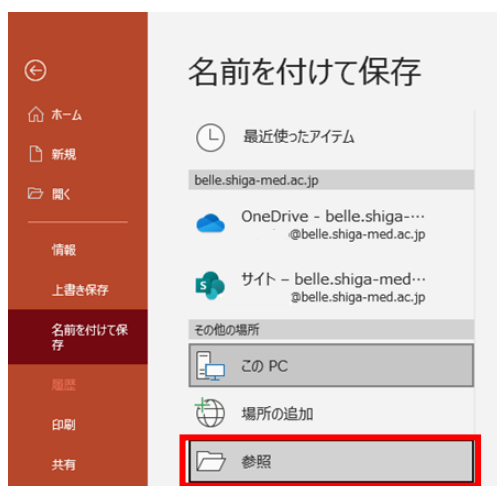 名前を付けて保存
ホーム
新規
開く
情報
上書き保存
名前を付けて保
存
履歴
印刷
共有
最近使ったアイテム
belle.shiga-med.ac.jp
OneDrive - belle.shiga-…
@belle.shiga-med.ac.jp
サイト – belle.shiga-med…
@belle.shiga-med.ac.jp
その他の場所
この PC
場所の追加
参照